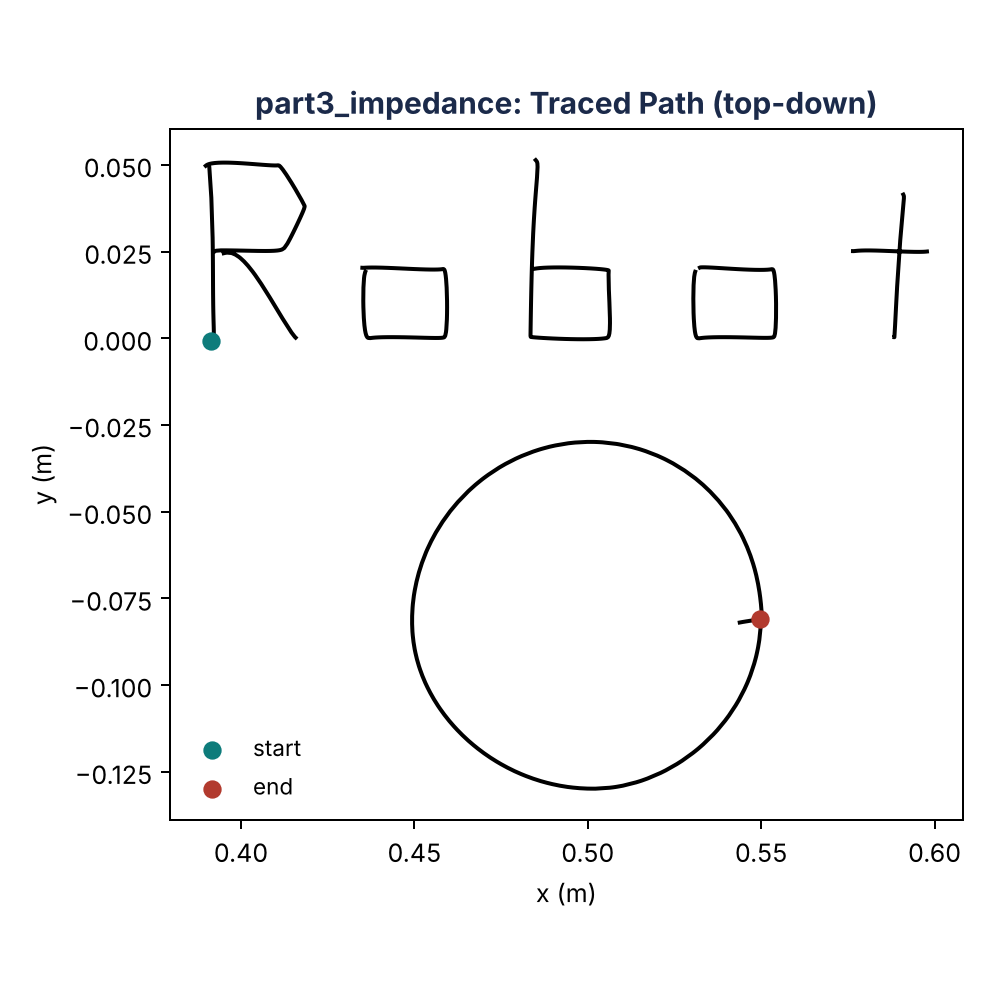 part3_impedance: Traced Path (top-down)
Robot
0.050
0.025
0.000
−0.025
−0.050
−0.075
−0.100
−0.125
y (m)
start
end
0.40 0.45 0.50 0.55 0.60
x (m)